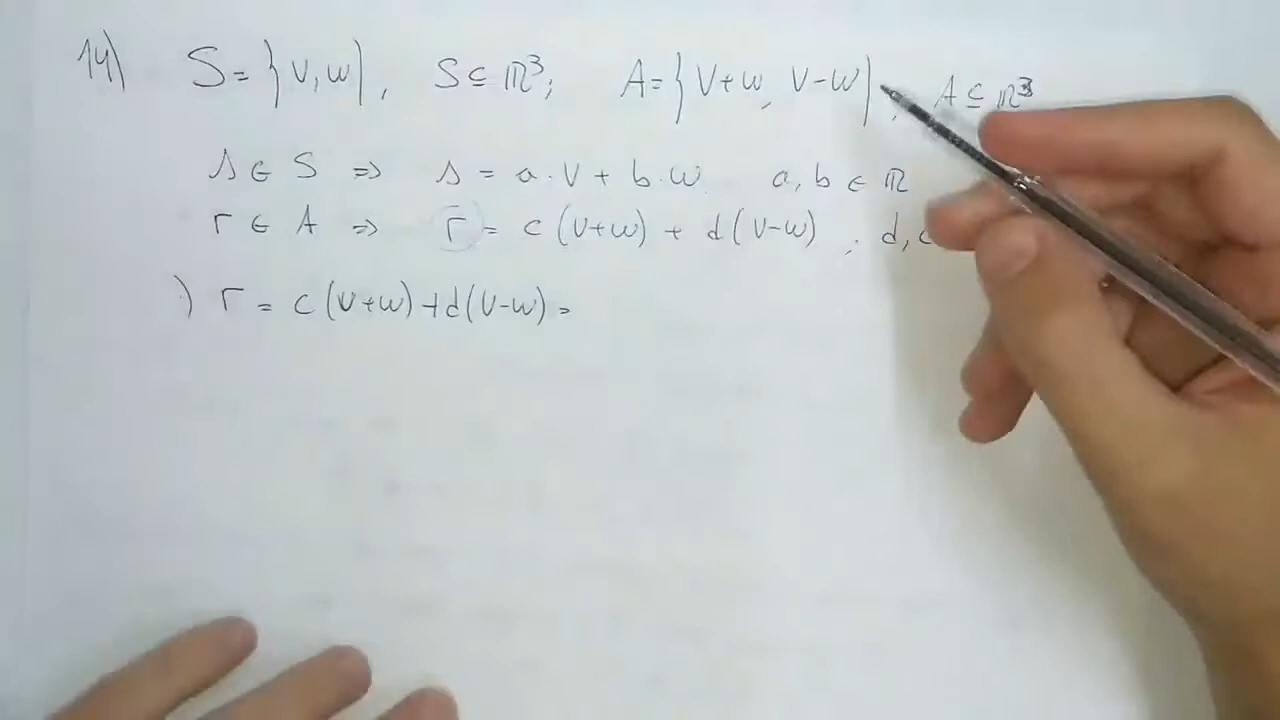 14) S = {v, w}, S ⊆ ℝ³; A = {v+w, v-w}, A ⊆ ℝ³
s ∈ S ⇒ s = a·v + b·w a, b ∈ ℝ
r ∈ A ⇒ r = c(v+w) + d(v-w), d, c
) r = c(v+w)+d(v-w) =